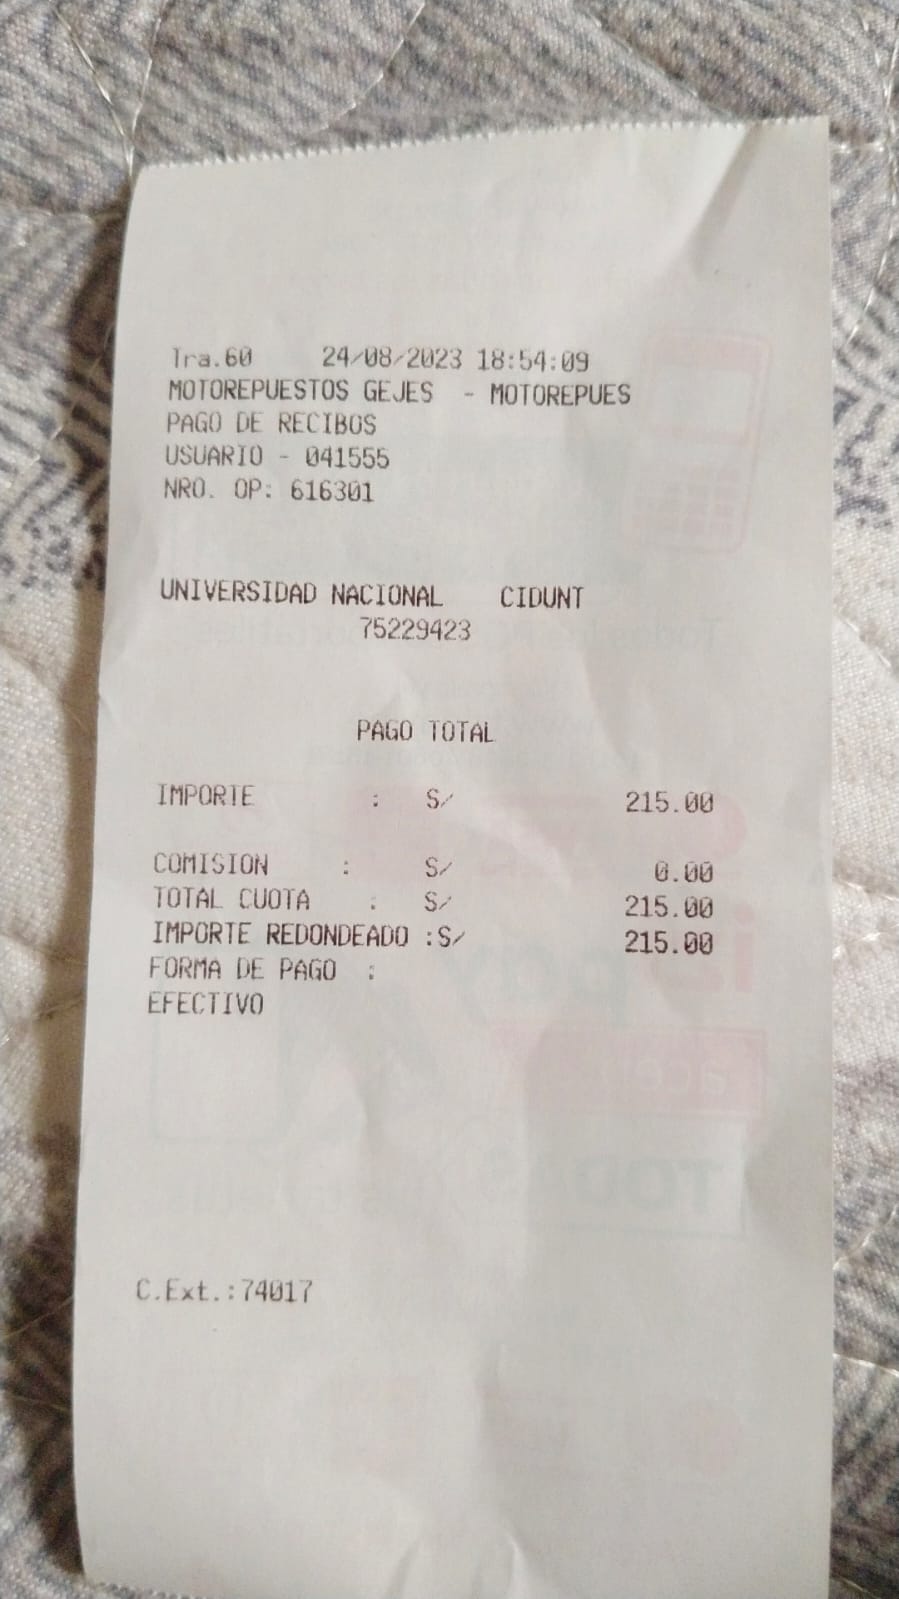 Tra.60 24/08/2023 18:54:09
MOTOREPUESTOS GEJES - MOTOREPUES
PAGO DE RECIBOS
USUARIO - 041555
NRO. OP: 616301
UNIVERSIDAD NACIONAL CIDUNT
75229423
PAGO TOTAL
IMPORTE : S/ 215.00
COMISION : S/ 0.00
TOTAL CUOTA : S/ 215.00
IMPORTE REDONDEADO :S/ 215.00
FORMA DE PAGO :
EFECTIVO
C.Ext.:74017